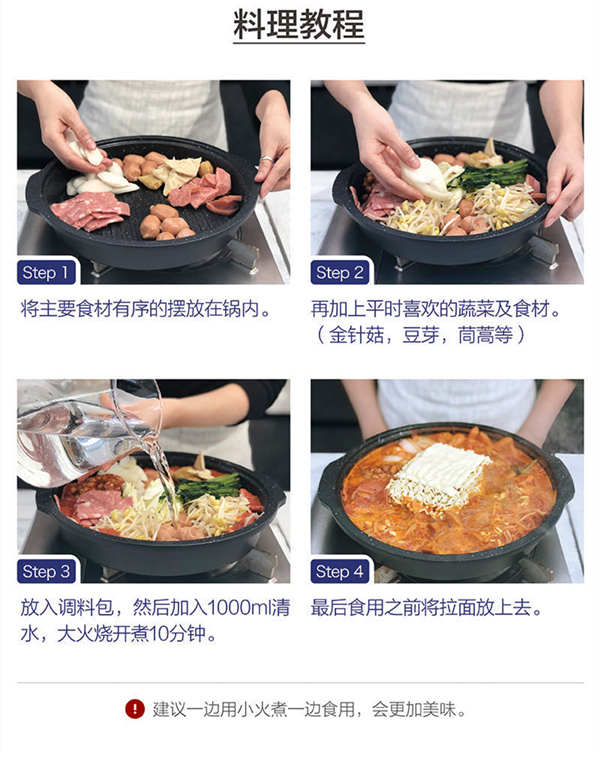 料理教程
Step 1
将主要食材有序的摆放在锅内。
Step 2
再加上平时喜欢的蔬菜及食材。
（金针菇，豆芽，茼蒿等）
Step 3
放入调料包，然后加入1000ml清
水，大火烧开煮10分钟。
Step 4
最后食用之前将拉面放上去。
建议一边用小火煮一边食用，会更加美味。